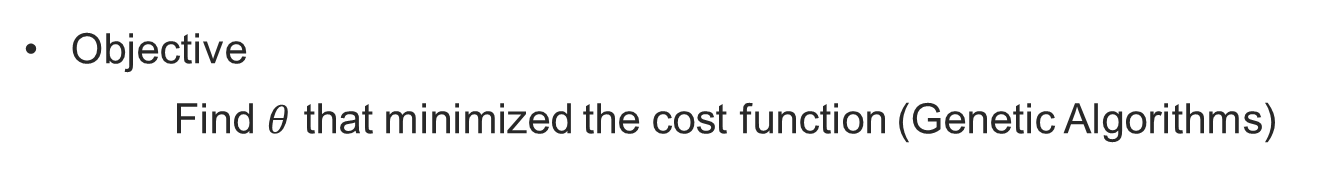 • Objective
Find θ that minimized the cost function (Genetic Algorithms)